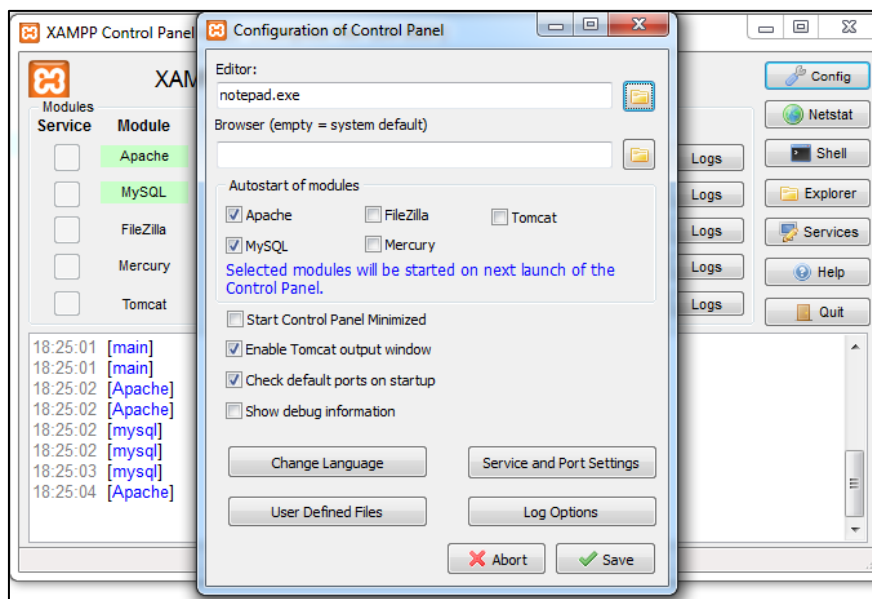 XAMPP Control Panel
XAM
Modules
Service Module
Apache
MySQL
FileZilla
Mercury
Tomcat
18:25:01 [main]
18:25:01 [main]
18:25:02 [Apache]
18:25:02 [Apache]
18:25:02 [mysql]
18:25:02 [mysql]
18:25:03 [mysql]
18:25:04 [Apache]
Configuration of Control Panel
Editor:
notepad.exe
Browser (empty = system default)
Autostart of modules
Apache FileZilla Tomcat
MySQL Mercury
Selected modules will be started on next launch of the
Control Panel.
Start Control Panel Minimized
Enable Tomcat output window
Check default ports on startup
Show debug information
Change Language Service and Port Settings
User Defined Files Log Options
Abort Save
Logs
Logs
Logs
Logs
Logs
Config
Netstat
Shell
Explorer
Services
Help
Quit